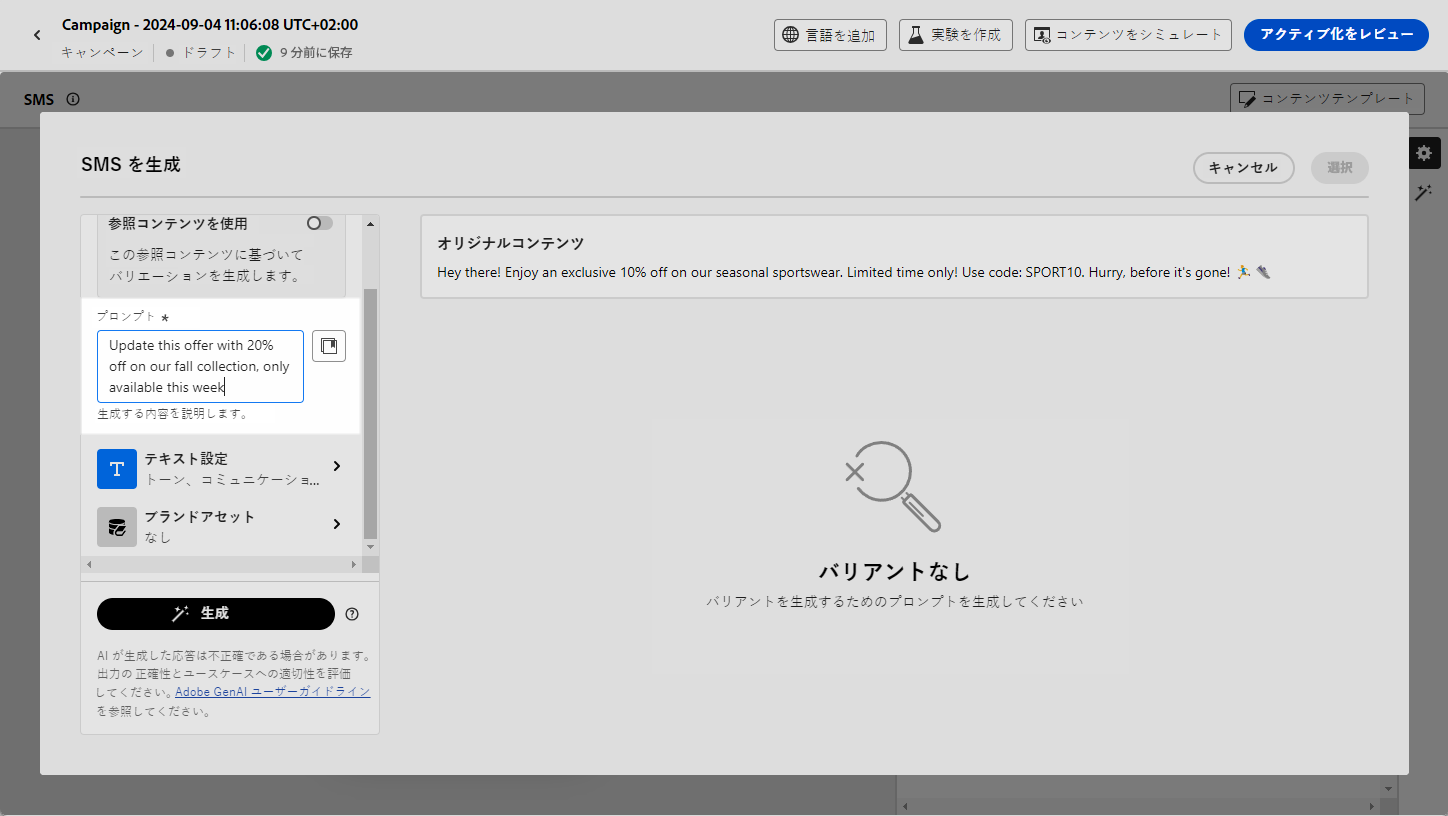 Campaign - 2024-09-04 11:06:08 UTC+02:00
キャンペーン
ドラフト
9 分前に保存
言語を追加
実験を作成
コンテンツをシミュレート
アクティブ化をレビュー
SMS
コンテンツテンプレート
SMS を生成
キャンセル
選択
参照コンテンツを使用
この参照コンテンツに基づいて
バリエーションを生成します。
プロンプト *
Update this offer with 20%
off on our fall collection, only
available this week
生成する内容を説明します。
T
テキスト設定
トーン、コミュニケーショ...
ブランドアセット
なし
生成
AI が生成した応答は不正確である場合があります。
出力の 正確性とユースケースへの適切性を評価
してください。Adobe GenAI ユーザーガイドライン
を参照してください。
オリジナルコンテンツ
Hey there! Enjoy an exclusive 10% off on our seasonal sportswear. Limited time only! Use code: SPORT10. Hurry, before it's gone! 🏃‍♂️ 👟
バリアントなし
バリアントを生成するためのプロンプトを生成してください